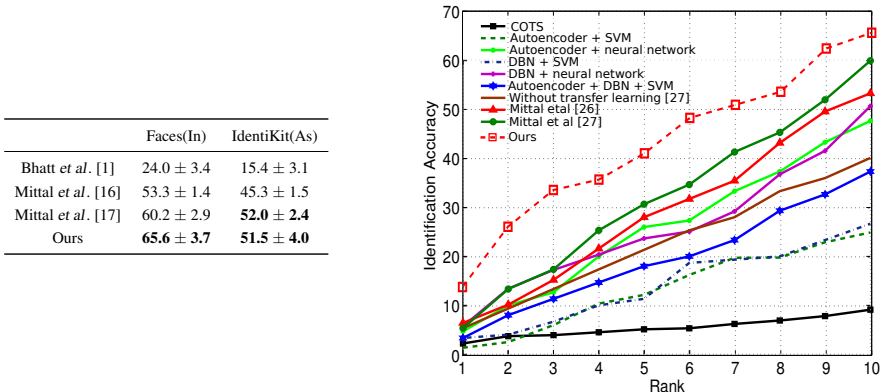 Faces(In) IdentiKit(As)
Bhatt et al. [1] 24.0 ± 3.4 15.4 ± 3.1
Mittal et al. [16] 53.3 ± 1.4 45.3 ± 1.5
Mittal et al. [17] 60.2 ± 2.9 52.0 ± 2.4
Ours 65.6 ± 3.7 51.5 ± 4.0
Identification Accuracy
70
60
50
40
30
20
10
0
COTS
Autoencoder + SVM
Autoencoder + neural network
DBN + SVM
DBN + neural network
Autoencoder + DBN + SVM
Without transfer learning [27]
Mittal etal [26]
Mittal et al [27]
Ours
1 2 3 4 5 6 7 8 9 10
Rank